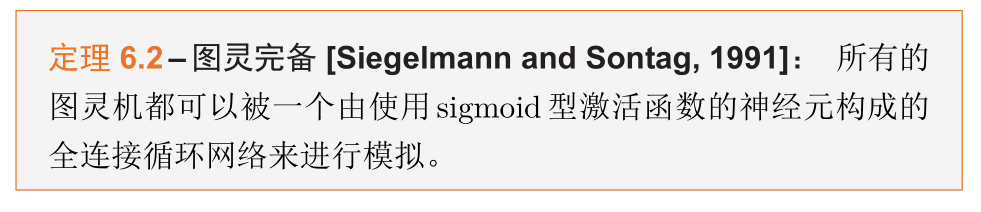 定理 6.2 – 图灵完备 [Siegelmann and Sontag, 1991]： 所有的
图灵机都可以被一个由使用 sigmoid 型激活函数的神经元构成的
全连接循环网络来进行模拟。